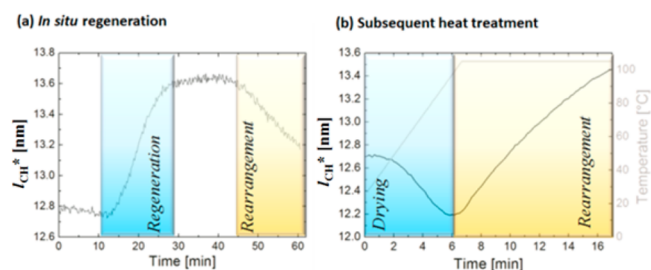 (a) In situ regeneration
(b) Subsequent heat treatment
13.8
13.6
13.4
13.2
13.0
12.8
12.6
l_CH* [nm]
Regeneration
Rearrangement
0 10 20 30 40 50 60
Time [min]
13.6
13.4
13.2
13.0
12.8
12.6
12.4
12.2
12.0
l_CH* [nm]
Drying
Rearrangement
100
80
60
40
20
0
Temperature [°C]
0 2 4 6 8 10 12 14 16
Time [min]